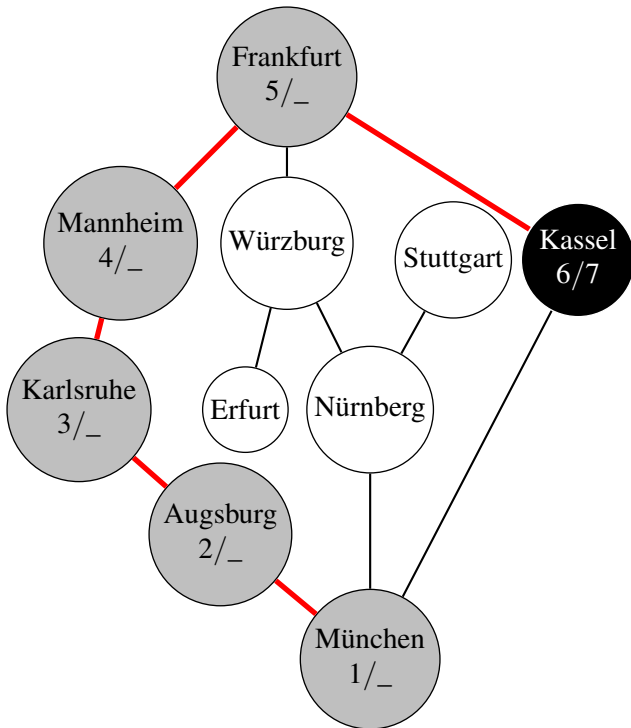 Frankfurt
5/_
Mannheim
4/_
Würzburg
Stuttgart
Kassel
6/7
Karlsruhe
3/_
Erfurt
Nürnberg
Augsburg
2/_
München
1/_